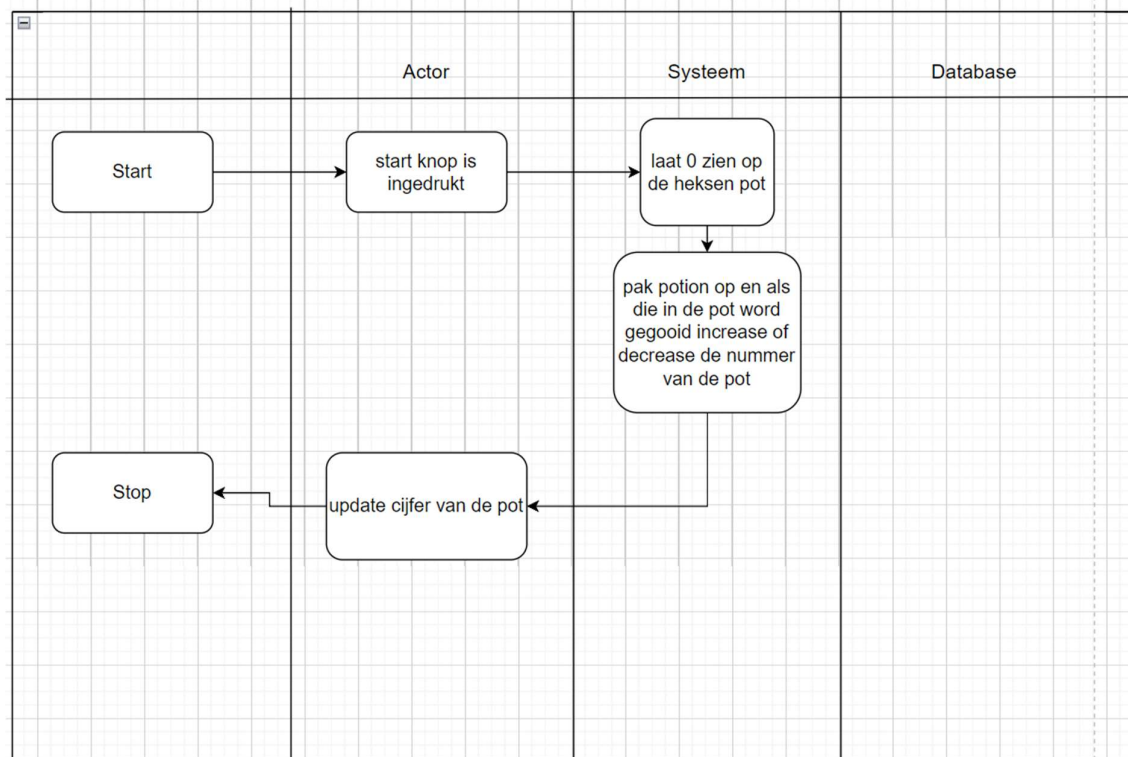 Actor
Systeem
Database
Start
start knop is
ingedrukt
laat 0 zien op
de heksen pot
pak potion op en als
die in de pot word
gegooid increase of
decrease de nummer
van de pot
Stop
update cijfer van de pot